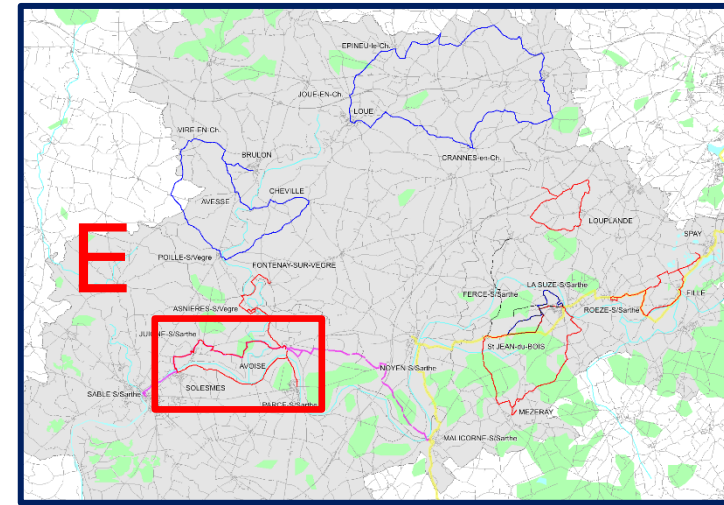 EPINEU-le-Ch.
JOUE-EN-Ch.
LOUE
VIRE-EN-Ch.
BRULON
CRANNES-en-Ch.
CHEVILLE
AVESSE
LOUPLANDE
SPAY
E
POILLE-S/Vegre
FONTENAY-SUR-VEGRE
LA SUZE-S/Sarthe
FERCE-S/Sarthe
FILLE
ASNIERES-S/Vegre
ROEZE-S/Sarthe
JUIGNE-S/Sarthe
St JEAN-du-BOIS
AVOISE
NOYEN-S/Sarthe
SOLESMES
SABLE-S/Sarthe
PARCE-S/Sarthe
MEZERAY
MALICORNE-S/Sarthe